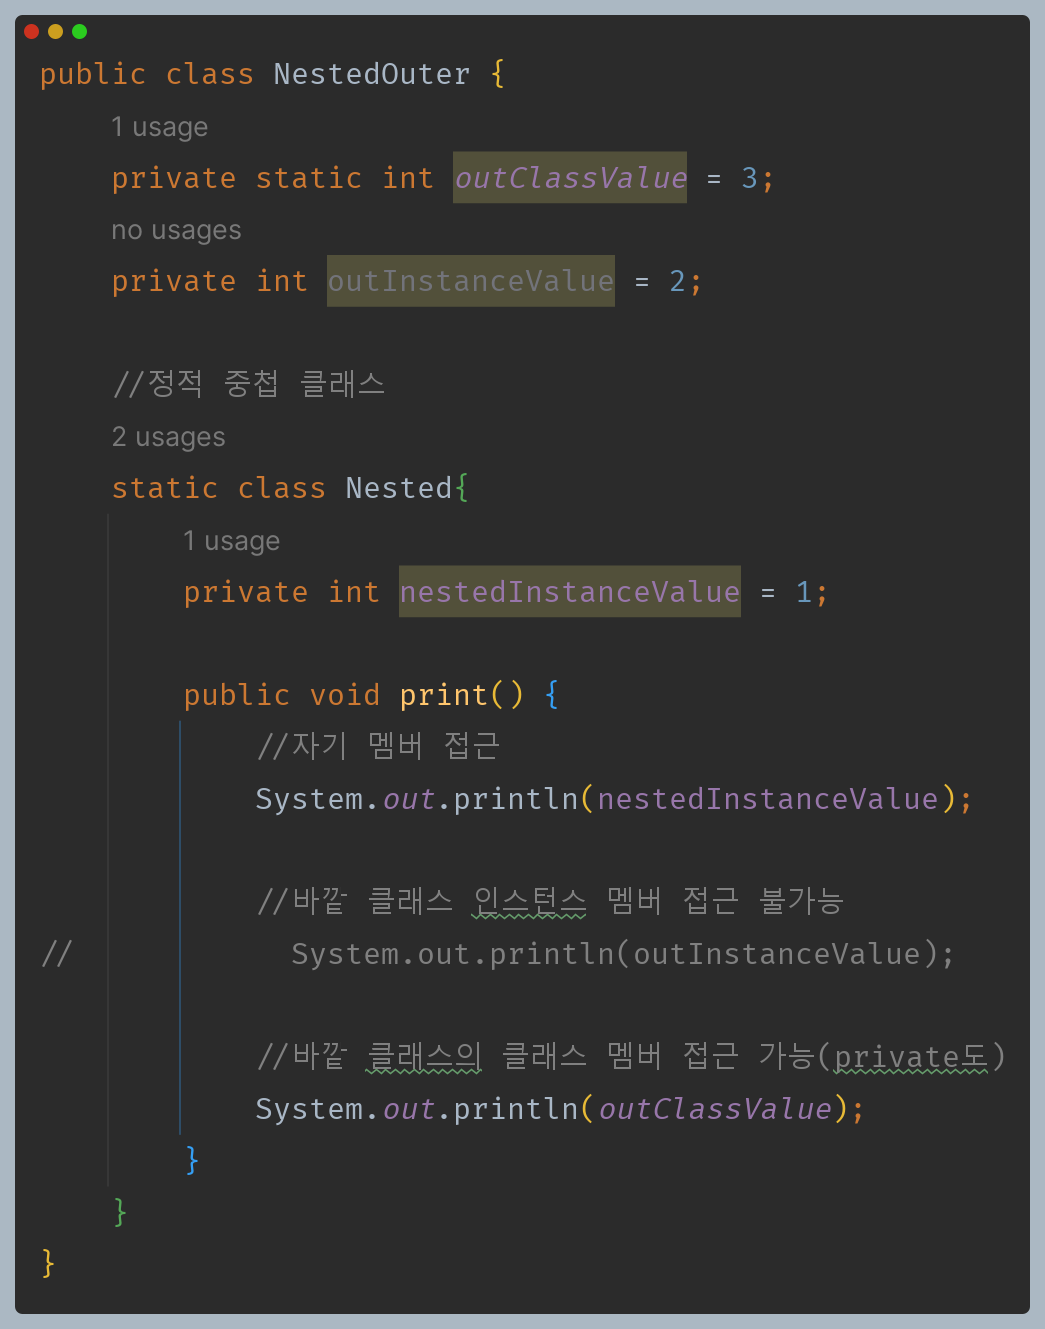 public class NestedOuter {
1 usage
private static int outClassValue = 3;
no usages
private int outInstanceValue = 2;
//정적 중첩 클래스
2 usages
static class Nested{
1 usage
private int nestedInstanceValue = 1;
public void print() {
//자기 멤버 접근
System.out.println(nestedInstanceValue);
//바깥 클래스 인스턴스 멤버 접근 불가능
//          System.out.println(outInstanceValue);
//바깥 클래스의 클래스 멤버 접근 가능(private도)
System.out.println(outClassValue);
}
}
}